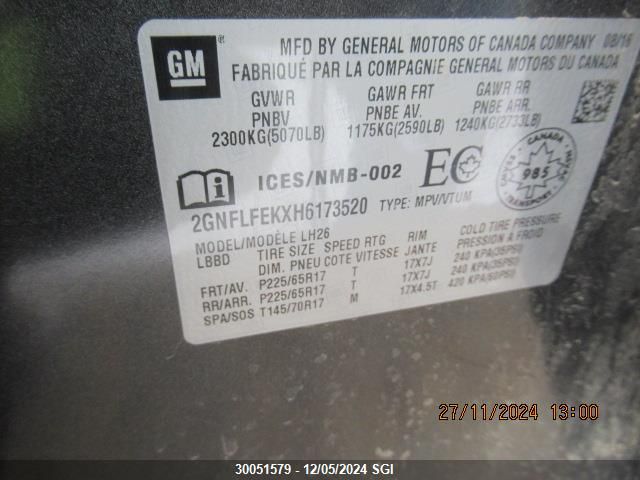 GM
MFD BY GENERAL MOTORS OF CANADA COMPANY 08/16
FABRIQUÉ PAR LA COMPAGNIE GENERAL MOTORS DU CANADA
GVWR GAWR FRT GAWR RR
PNBV PNBE AV. PNBE ARR.
2300KG(5070LB) 1175KG(2590LB) 1240KG(2733LB)
ICES/NMB-002 EC CANADA 985
2GNFLFEKXH6173520 TYPE: MPV/VTUM
MODEL/MODÈLE LH26
LBBD TIRE SIZE SPEED RTG RIM COLD TIRE PRESSURE
DIM. PNEU COTE VITESSE JANTE PRESSION À FROID
FRT/AV. P225/65R17 T 17X7J 240 KPA(35PSI)
RR/ARR. P225/65R17 T 17X7J 240 KPA(35PSI)
SPA/SOS T145/70R17 M 17X4.5T 420 KPA(60PSI)
27/11/2024 13:00
30051579 - 12/05/2024 SGI